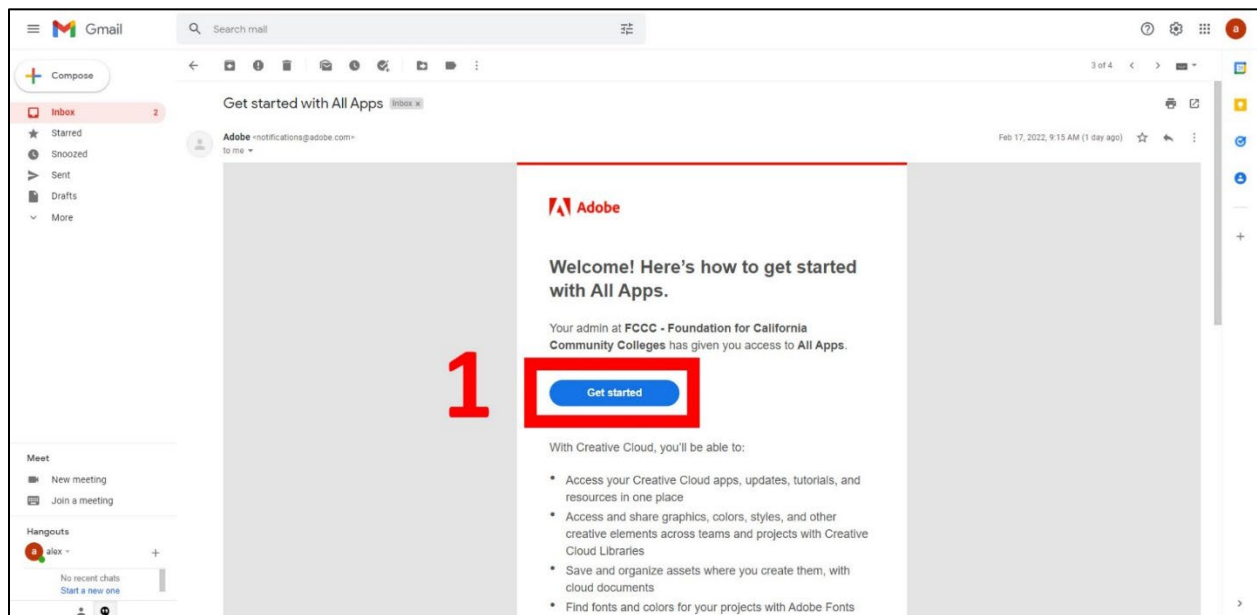 Gmail
Search mail
a
Compose
3 of 4
Inbox 2
Starred
Snoozed
Sent
Drafts
More
Get started with All Apps Inbox x
Adobe <notifications@adobe.com>
to me
Feb 17, 2022, 9:15 AM (1 day ago)
Adobe
Welcome! Here’s how to get started
with All Apps.
Your admin at FCCC - Foundation for California
Community Colleges has given you access to All Apps.
1
Get started
With Creative Cloud, you'll be able to:
• Access your Creative Cloud apps, updates, tutorials, and
resources in one place
• Access and share graphics, colors, styles, and other
creative elements across teams and projects with Creative
Cloud Libraries
• Save and organize assets where you create them, with
cloud documents
• Find fonts and colors for your projects with Adobe Fonts
Meet
New meeting
Join a meeting
Hangouts
a alex
No recent chats
Start a new one